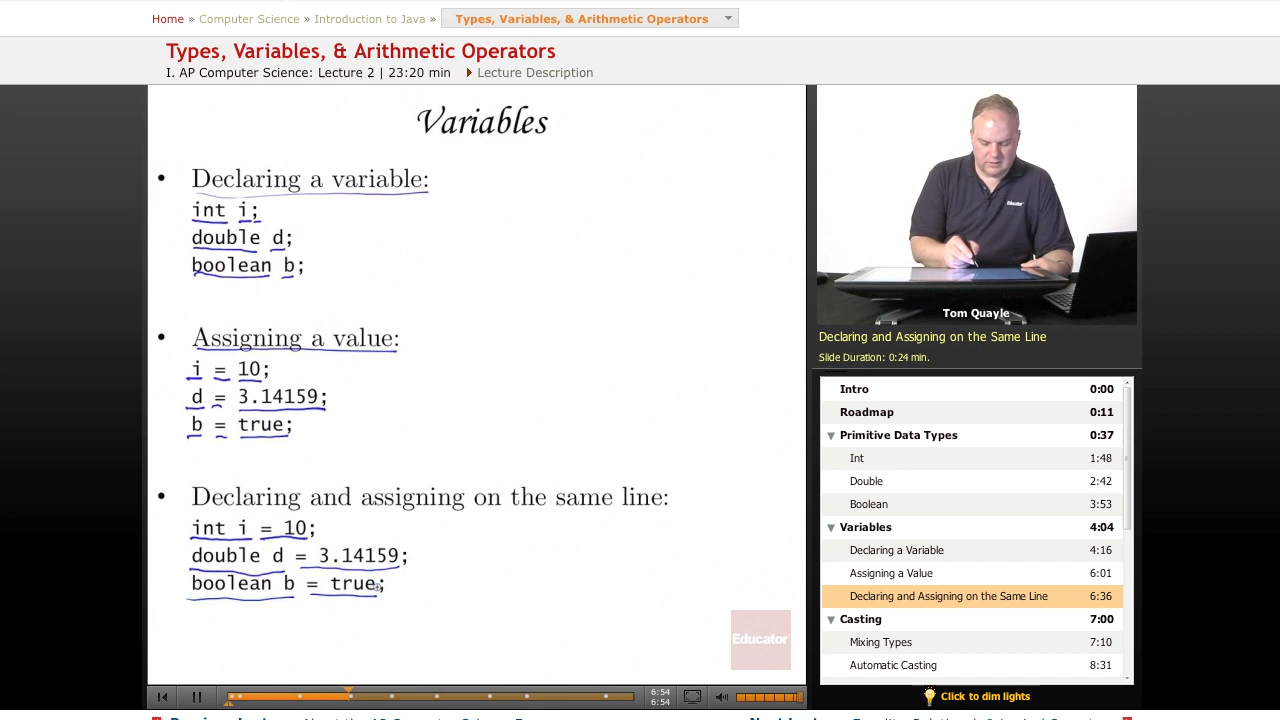 Home » Computer Science » Introduction to Java » Types, Variables, & Arithmetic Operators
Types, Variables, & Arithmetic Operators
I. AP Computer Science: Lecture 2 | 23:20 min Lecture Description
Variables
• Declaring a variable:
int i;
double d;
boolean b;
• Assigning a value:
i = 10;
d = 3.14159;
b = true;
• Declaring and assigning on the same line:
int i = 10;
double d = 3.14159;
boolean b = true;
Educator
6:54
6:54
Educator
Tom Quayle
Declaring and Assigning on the Same Line
Slide Duration: 0:24 min.
Intro 0:00
Roadmap 0:11
Primitive Data Types 0:37
Int 1:48
Double 2:42
Boolean 3:53
Variables 4:04
Declaring a Variable 4:16
Assigning a Value 6:01
Declaring and Assigning on the Same Line 6:36
Casting 7:00
Mixing Types 7:10
Automatic Casting 8:31
Click to dim lights